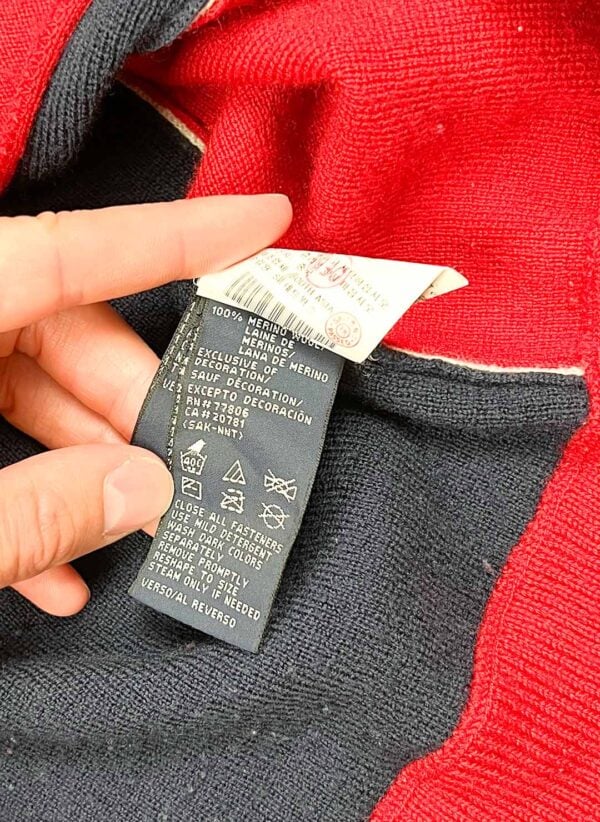 100% MERINO WOOL/
LAINE DE
MERINOS/
LANA DE MERINO
EXCLUSIVE OF
DECORATION/
SAUF DÉCORATION/
EXCEPTO DECORACIÓN
RN#77806
CA#20781
(SAK-NNT)
40C
CLOSE ALL FASTENERS
USE MILD DETERGENT
WASH DARK COLORS
SEPARATELY
REMOVE PROMPTLY
RESHAPE TO SIZE
STEAM ONLY IF NEEDED
VERSO/AL REVERSO